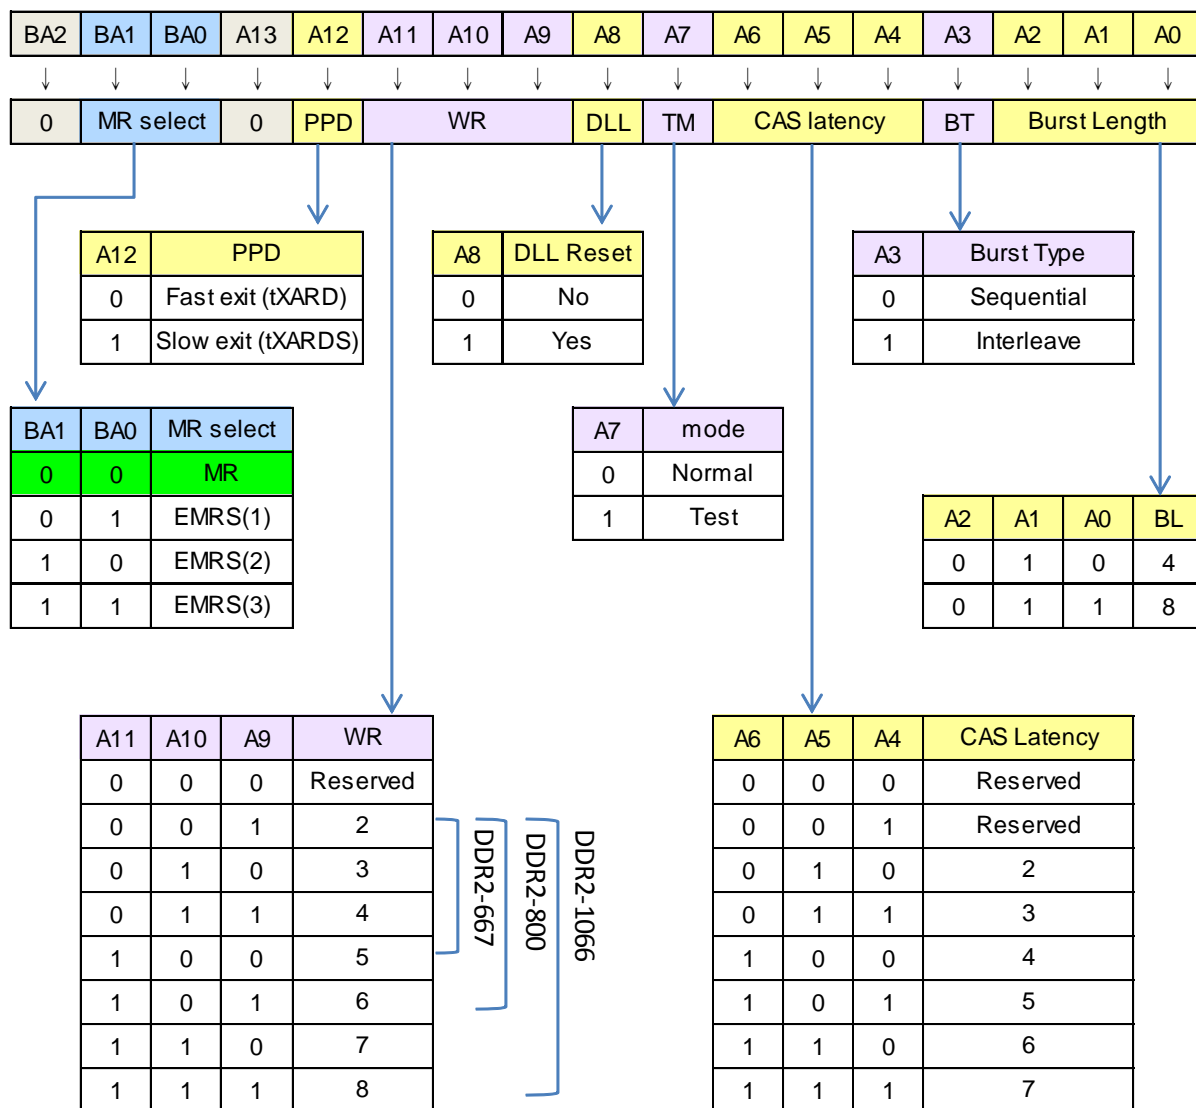 BA2 BA1 BA0 A13 A12 A11 A10 A9 A8 A7 A6 A5 A4 A3 A2 A1 A0
0 MR select 0 PPD WR DLL TM CAS latency BT Burst Length
A12 PPD
0 Fast exit (tXARD)
1 Slow exit (tXARDS)
A8 DLL Reset
0 No
1 Yes
A3 Burst Type
0 Sequential
1 Interleave
BA1 BA0 MR select
0 0 MR
0 1 EMRS(1)
1 0 EMRS(2)
1 1 EMRS(3)
A7 mode
0 Normal
1 Test
A2 A1 A0 BL
0 1 0 4
0 1 1 8
A11 A10 A9 WR
0 0 0 Reserved
0 0 1 2
0 1 0 3
0 1 1 4
1 0 0 5
1 0 1 6
1 1 0 7
1 1 1 8
DDR2-667
DDR2-800
DDR2-1066
A6 A5 A4 CAS Latency
0 0 0 Reserved
0 0 1 Reserved
0 1 0 2
0 1 1 3
1 0 0 4
1 0 1 5
1 1 0 6
1 1 1 7